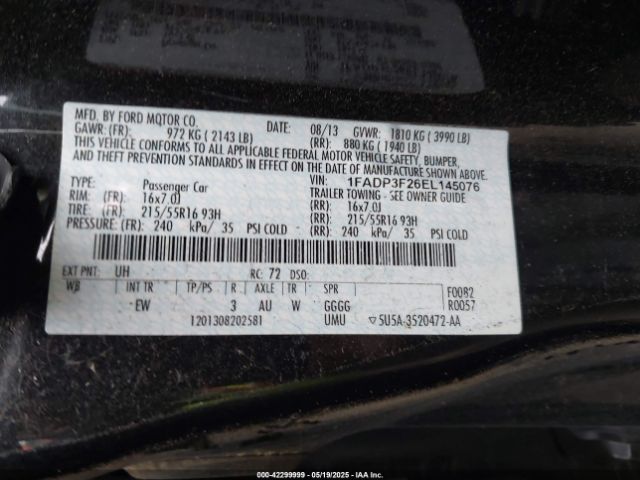 MFD. BY FORD MOTOR CO.
DATE: 08/13 GVWR: 1810 KG ( 3990 LB)
GAWR: (FR): 972 KG ( 2143 LB) (RR): 880 KG ( 1940 LB)
THIS VEHICLE CONFORMS TO ALL APPLICABLE FEDERAL MOTOR VEHICLE SAFETY, BUMPER,
AND THEFT PREVENTION STANDARDS IN EFFECT ON THE DATE OF MANUFACTURE SHOWN ABOVE.
VIN: 1FADP3F26EL145076
TYPE: Passenger Car TRAILER TOWING - SEE OWNER GUIDE
RIM: (FR): 16x7.0J (RR): 16x7.0J
TIRE: (FR): 215/55R16 93H (RR): 215/55R16 93H
PRESSURE: (FR): 240 kPa/ 35 PSI COLD (RR): 240 kPa/ 35 PSI COLD
EXT PNT: UH RC: 72 DSO:
WB INT TR TP/PS R AXLE TR SPR F0082
EW 3 AU W GGGG R0057
1201308202581 UMU ▽5U5A-3520472-AA
000-42299999 - 05/19/2025 - IAAI.COM